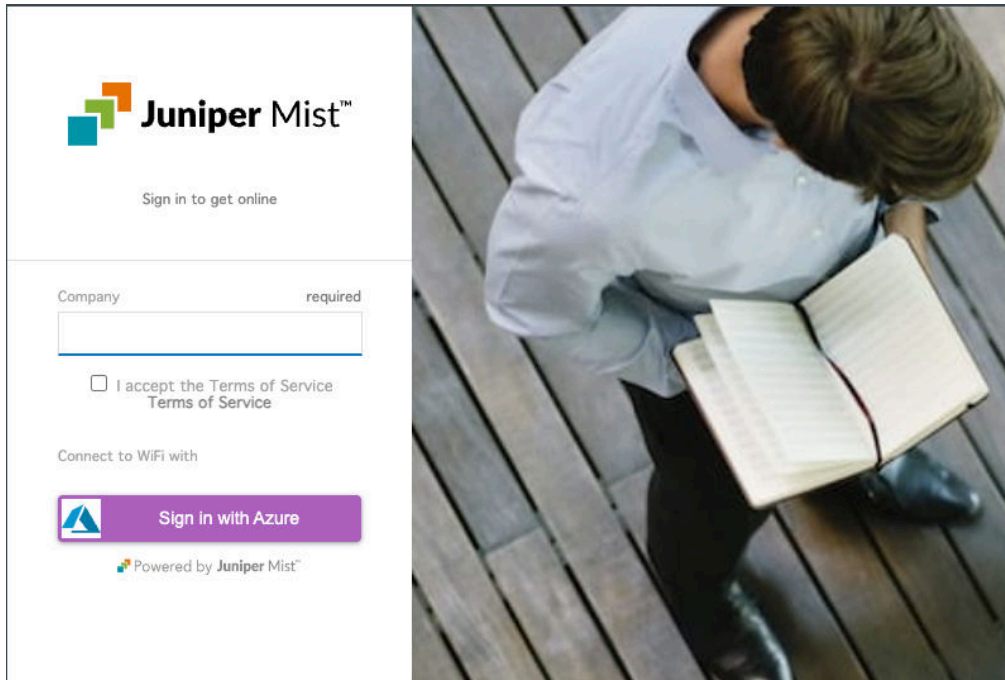 Juniper Mist™
Sign in to get online
Company required
I accept the Terms of Service
Terms of Service
Connect to WiFi with
Sign in with Azure
Powered by Juniper Mist™